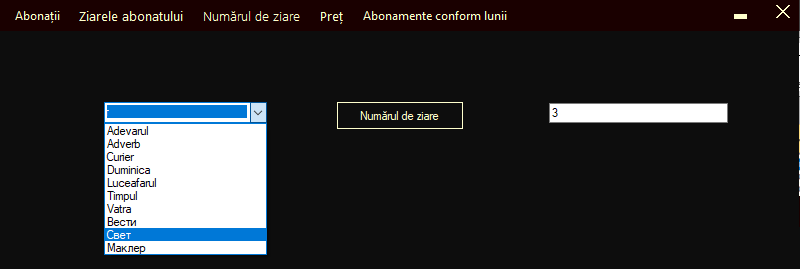 Abonații Ziarele abonatului Numărul de ziare Preț Abonamente conform lunii
Numărul de ziare 3
Adevarul
Adverb
Curier
Duminica
Luceafarul
Timpul
Vatra
Вести
Свет
Маклер